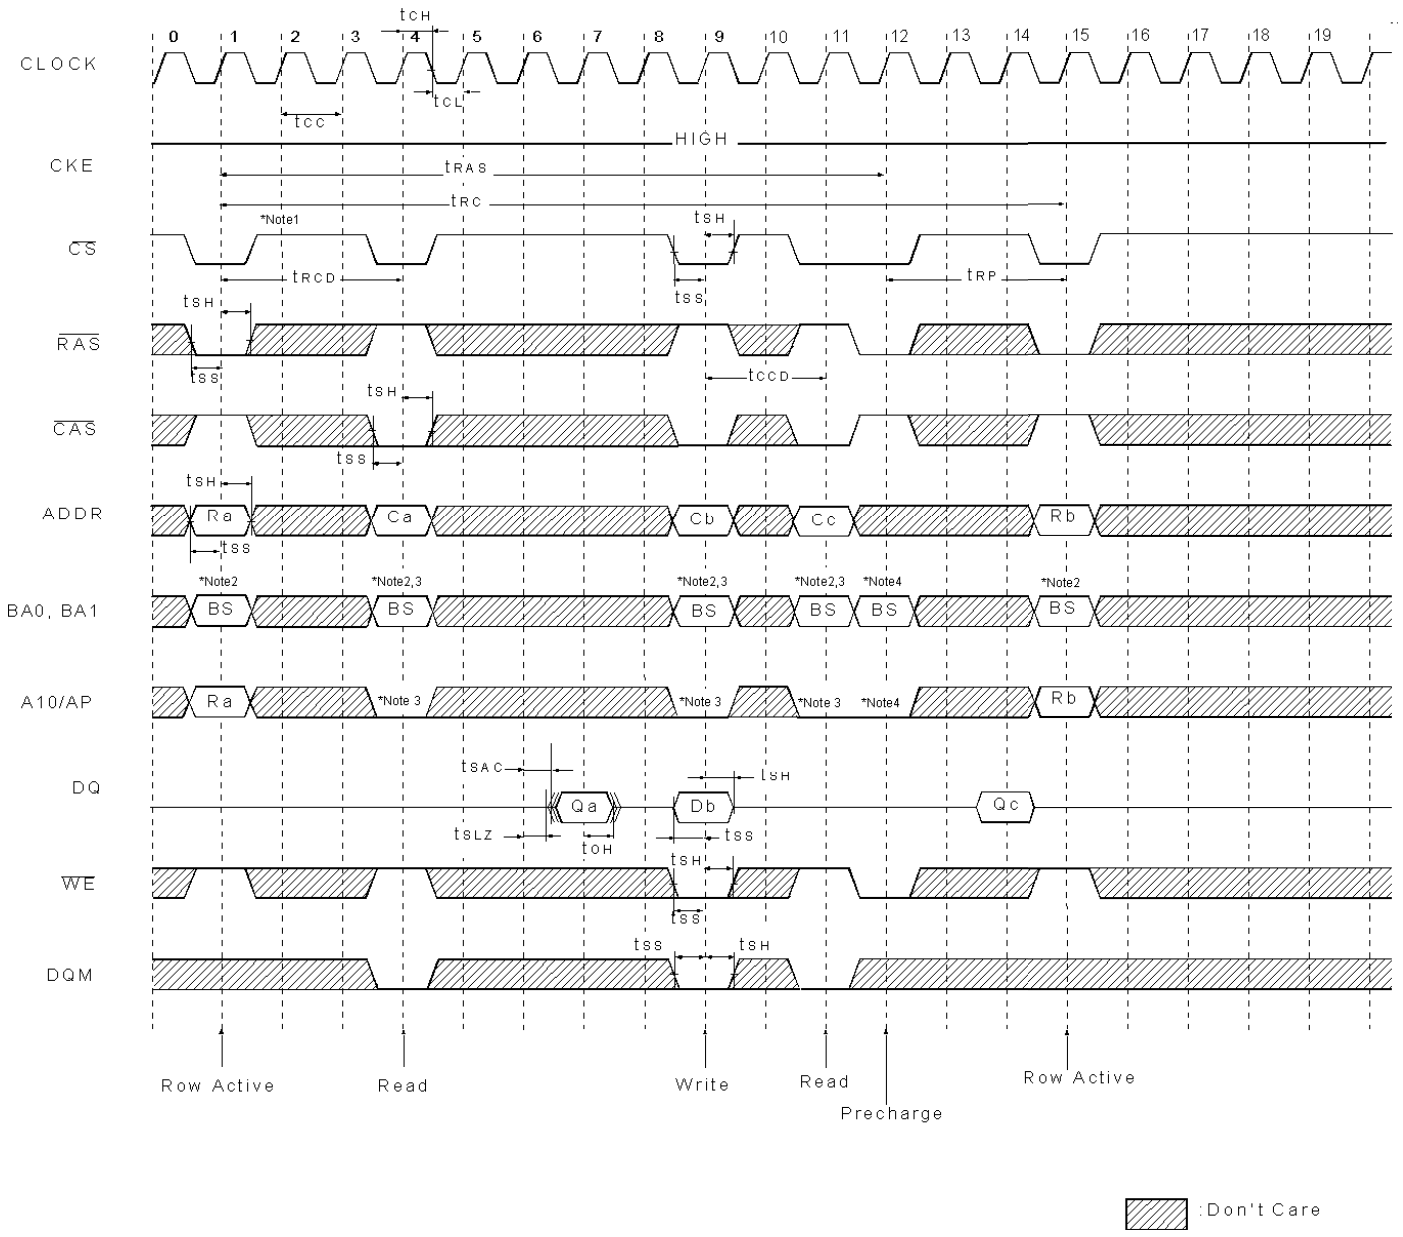 tCH
0 1 2 3 4 5 6 7 8 9 10 11 12 13 14 15 16 17 18 19
CLOCK
tCL
tCC
HIGH
CKE
tRAS
tRC
*Note1
tSH
CS
tRCD
tRP
tSS
tSH
RAS
tSS
tCCD
tSH
CAS
tSS
tSH
ADDR
Ra Ca Cb Cc Rb
tSS
*Note2 *Note2,3 *Note2,3 *Note2,3 *Note4 *Note2
BA0, BA1
BS BS BS BS BS BS
A10/AP
Ra *Note 3 *Note 3 *Note 3 *Note4 Rb
tSAC
tSH
DQ
Qa Db Qc
tSLZ
tOH
tSS
tSH
WE
tSS
tSS tSH
DQM
Row Active Read Write Read Row Active
Precharge
:Don't Care